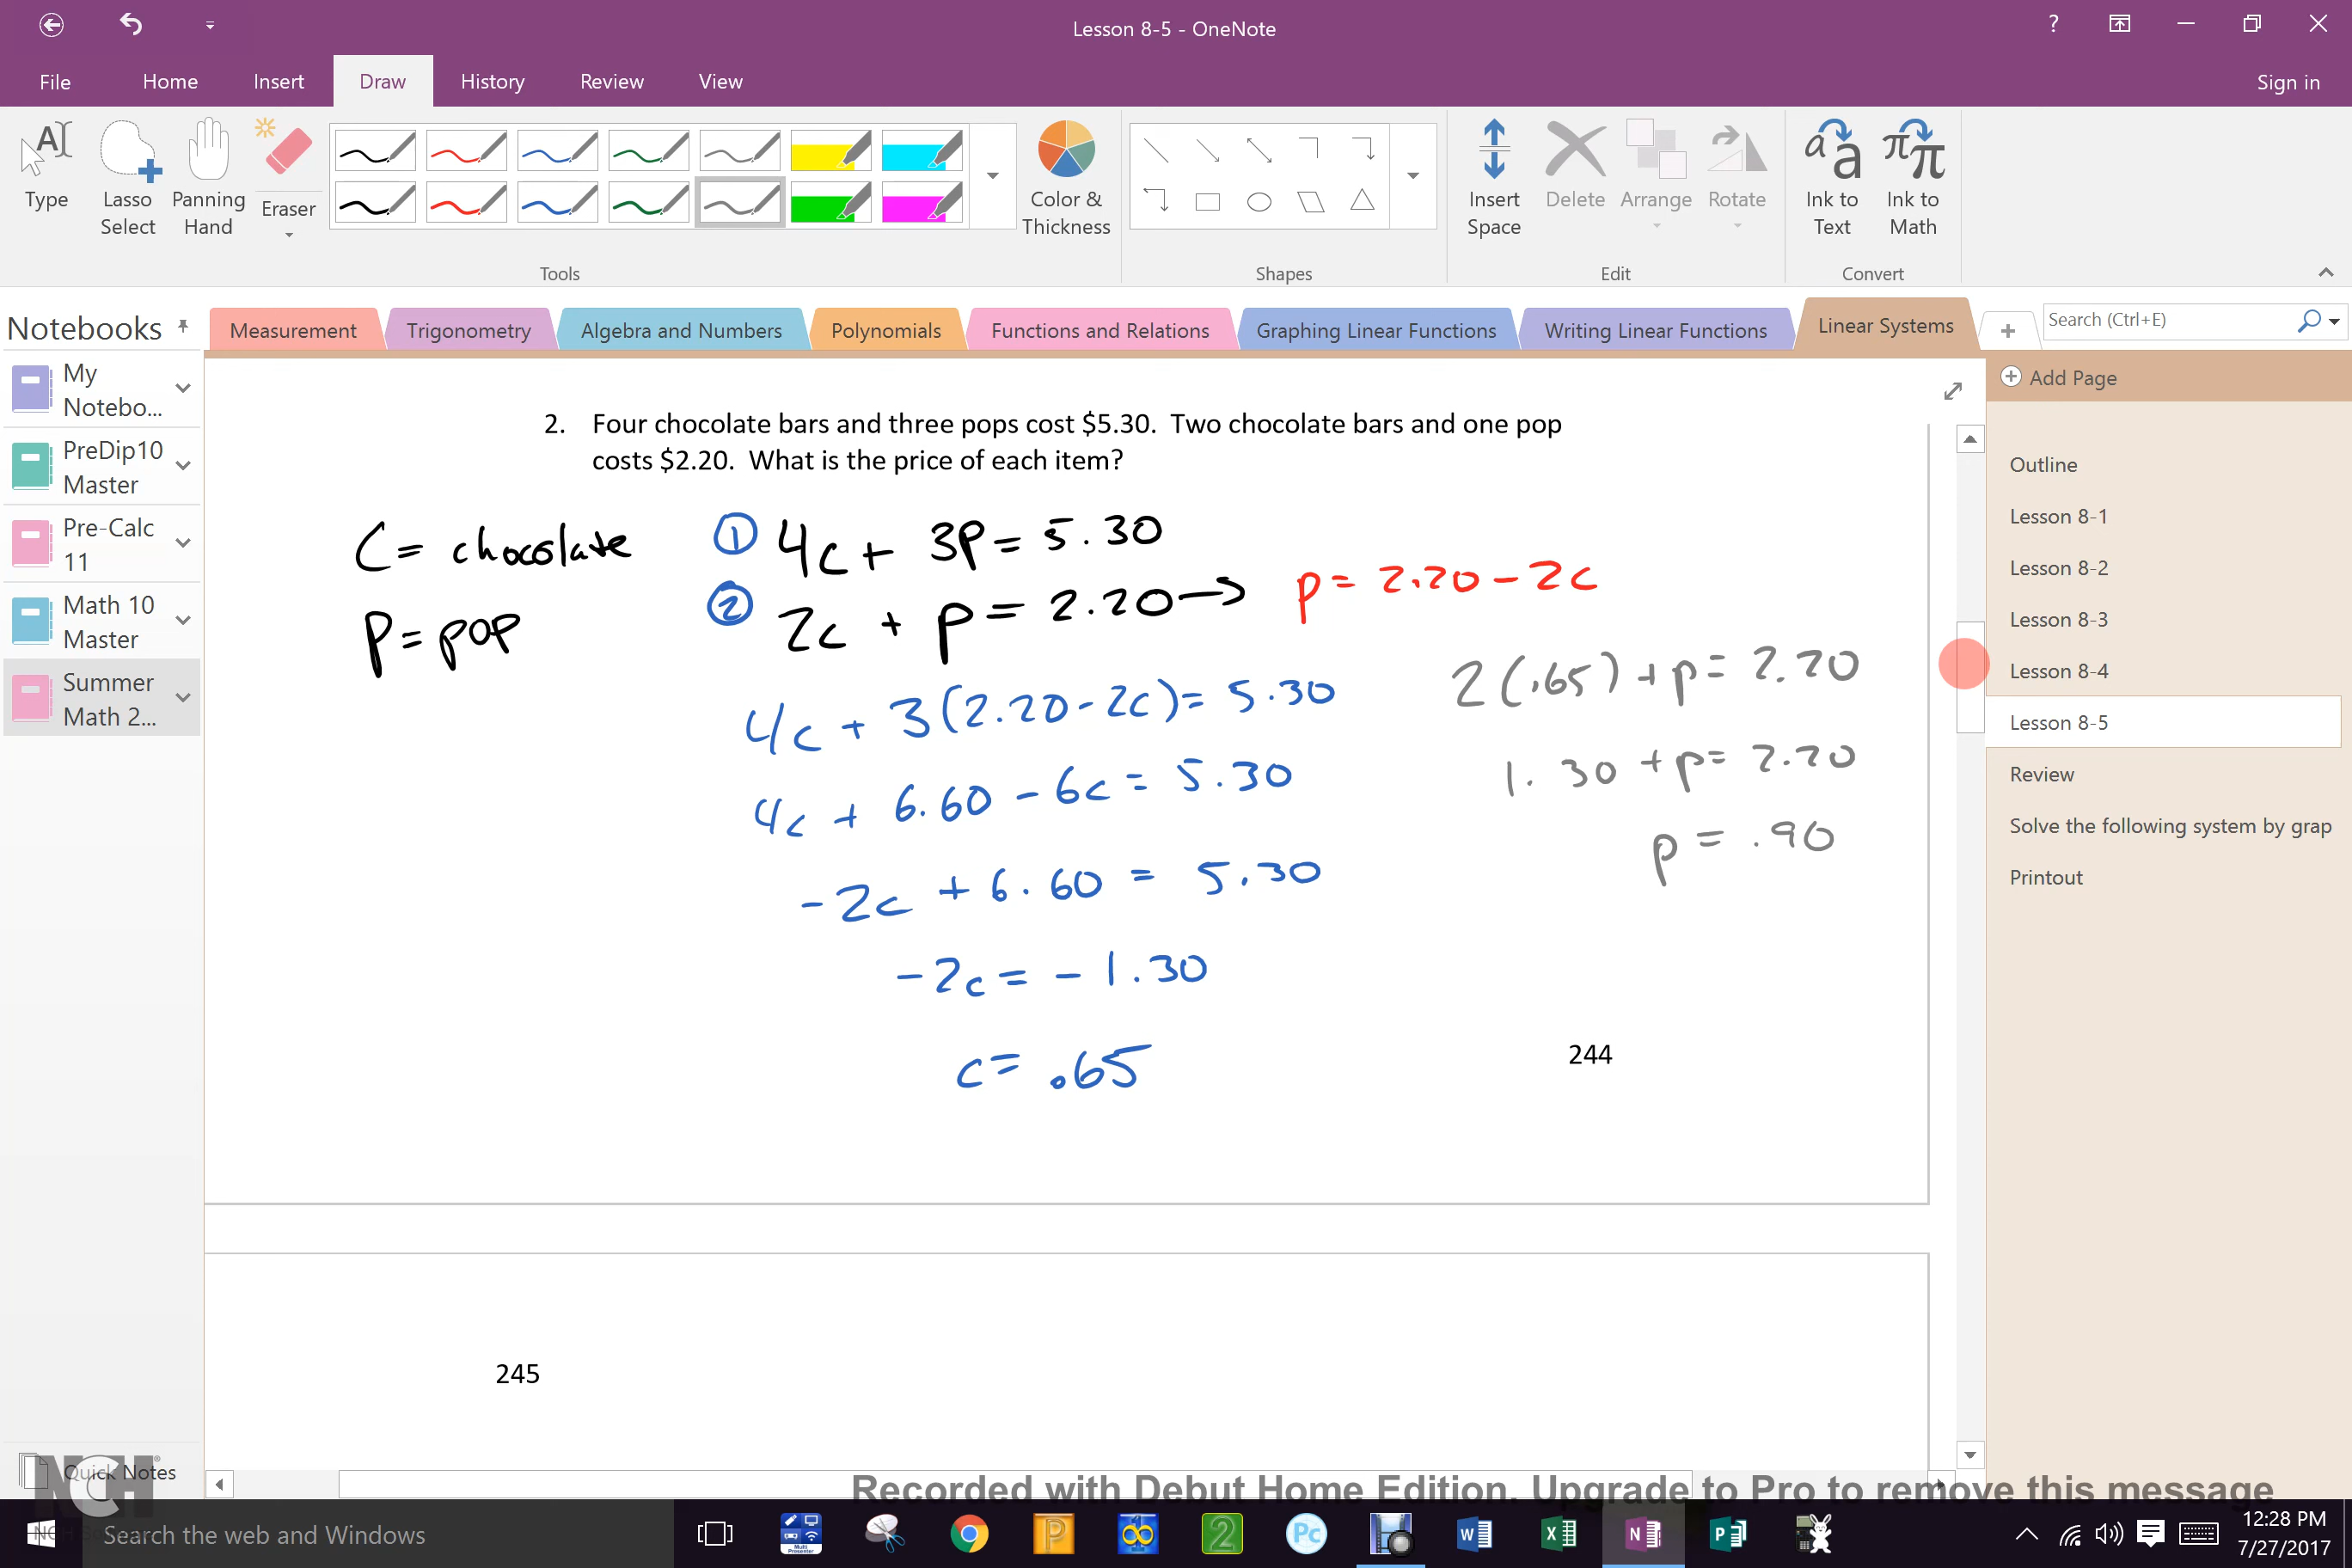 Lesson 8-5 - OneNote
?
File
Home
Insert
Draw
History
Review
View
Sign in
Type
Lasso
Select
Panning
Hand
Eraser
Color &
Thickness
Insert
Space
Delete
Arrange
Rotate
Ink to
Text
Ink to
Math
Tools
Shapes
Edit
Convert
Notebooks
Measurement
Trigonometry
Algebra and Numbers
Polynomials
Functions and Relations
Graphing Linear Functions
Writing Linear Functions
Linear Systems
+
Search (Ctrl+E)
My
Notebo...
PreDip10
Master
Pre-Calc
11
Math 10
Master
Summer
Math 2...
2. Four chocolate bars and three pops cost $5.30. Two chocolate bars and one pop
costs $2.20. What is the price of each item?
C = chocolate
P = pop
① 4c + 3P = 5.30
② 2c + p = 2.20 →
p = 2.20 - 2c
4c + 3(2.20 - 2c) = 5.30
4c + 6.60 - 6c = 5.30
-2c + 6.60 = 5.30
-2c = -1.30
c = .65
2(.65) + p = 2.20
1.30 + p = 2.20
p = .90
244
245
Add Page
Outline
Lesson 8-1
Lesson 8-2
Lesson 8-3
Lesson 8-4
Lesson 8-5
Review
Solve the following system by grap
Printout
Quick Notes
NCH
Recorded with Debut Home Edition. Upgrade to Pro to remove this message
Search the web and Windows
12:28 PM
7/27/2017